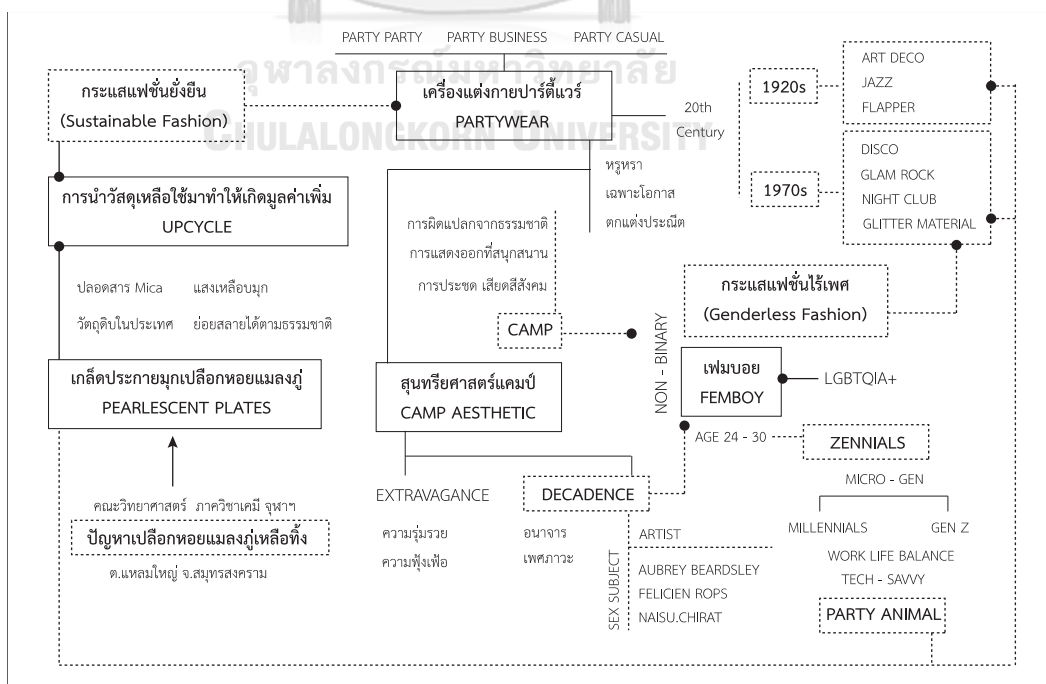 PARTY PARTY PARTY BUSINESS PARTY CASUAL
จุฬาลงกรณ์มหาวิทยาลัย
CHULALONGKORN UNIVERSITY
กระแสแฟชั่นยั่งยืน
(Sustainable Fashion)
เครื่องแต่งกายปาร์ตี้แวร์
PARTYWEAR
20th
Century
1920s
ART DECO
JAZZ
FLAPPER
1970s
DISCO
GLAM ROCK
NIGHT CLUB
GLITTER MATERIAL
หรูหรา
เฉพาะโอกาส
ตกแต่งประณีต
การนำวัสดุเหลือใช้มาทำให้เกิดมูลค่าเพิ่ม
UPCYCLE
การผิดแปลกจากธรรมชาติ
การแสดงออกที่สนุกสนาน
การประชด เสียดสีสังคม
CAMP
กระแสแฟชั่นไร้เพศ
(Genderless Fashion)
ปลอดสาร Mica แสงเหลือบมุก
วัตถุดิบในประเทศ ย่อยสลายได้ตามธรรมชาติ
NON - BINARY
เฟมบอย
FEMBOY
LGBTQIA+
เกล็ดประกายมุกเปลือกหอยแมลงภู่
PEARLESCENT PLATES
สุนทรียศาสตร์แคมป์
CAMP AESTHETIC
AGE 24 - 30
ZENNIALS
MICRO - GEN
MILLENNIALS GEN Z
WORK LIFE BALANCE
TECH - SAVVY
PARTY ANIMAL
EXTRAVAGANCE
ความรุ่มรวย
ความฟุ้งเฟ้อ
DECADENCE
อนาจาร
เพศภาวะ
SEX SUBJECT
ARTIST
AUBREY BEARDSLEY
FELICIEN ROPS
NAISU.CHIRAT
คณะวิทยาศาสตร์ ภาควิชาเคมี จุฬาฯ
ปัญหาเปลือกหอยแมลงภู่เหลือทิ้ง
ต.แหลมใหญ่ จ.สมุทรสงคราม